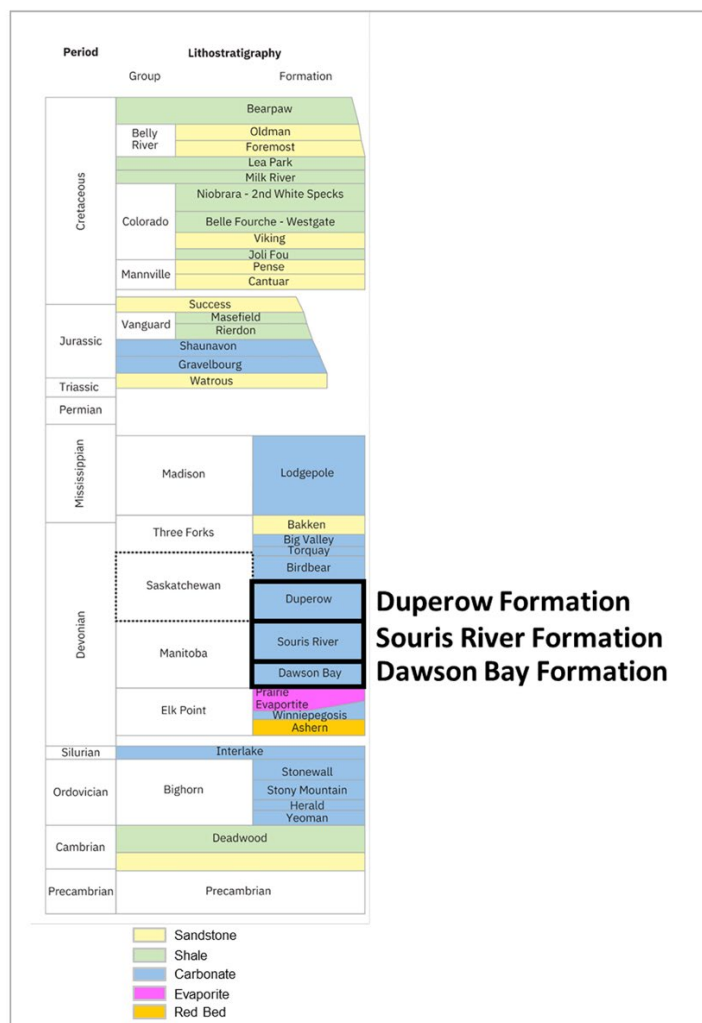 Period
Lithostratigraphy
Group
Formation
Cretaceous
Bearpaw
Belly
River
Oldman
Foremost
Lea Park
Milk River
Colorado
Niobrara - 2nd White Specks
Belle Fourche - Westgate
Viking
Joli Fou
Mannville
Pense
Cantuar
Jurassic
Success
Vanguard
Masefield
Rierdon
Shaunavon
Gravelbourg
Triassic
Watrous
Permian
Mississippian
Madison
Lodgepole
Devonian
Three Forks
Bakken
Big Valley
Torquay
Saskatchewan
Birdbear
Duperow
Duperow Formation
Manitoba
Souris River
Souris River Formation
Dawson Bay
Dawson Bay Formation
Elk Point
Prairie
Evaportite
Winniepegosis
Ashern
Silurian
Interlake
Ordovician
Bighorn
Stonewall
Stony Mountain
Herald
Yeoman
Cambrian
Deadwood
Precambrian
Precambrian
Sandstone
Shale
Carbonate
Evaporite
Red Bed